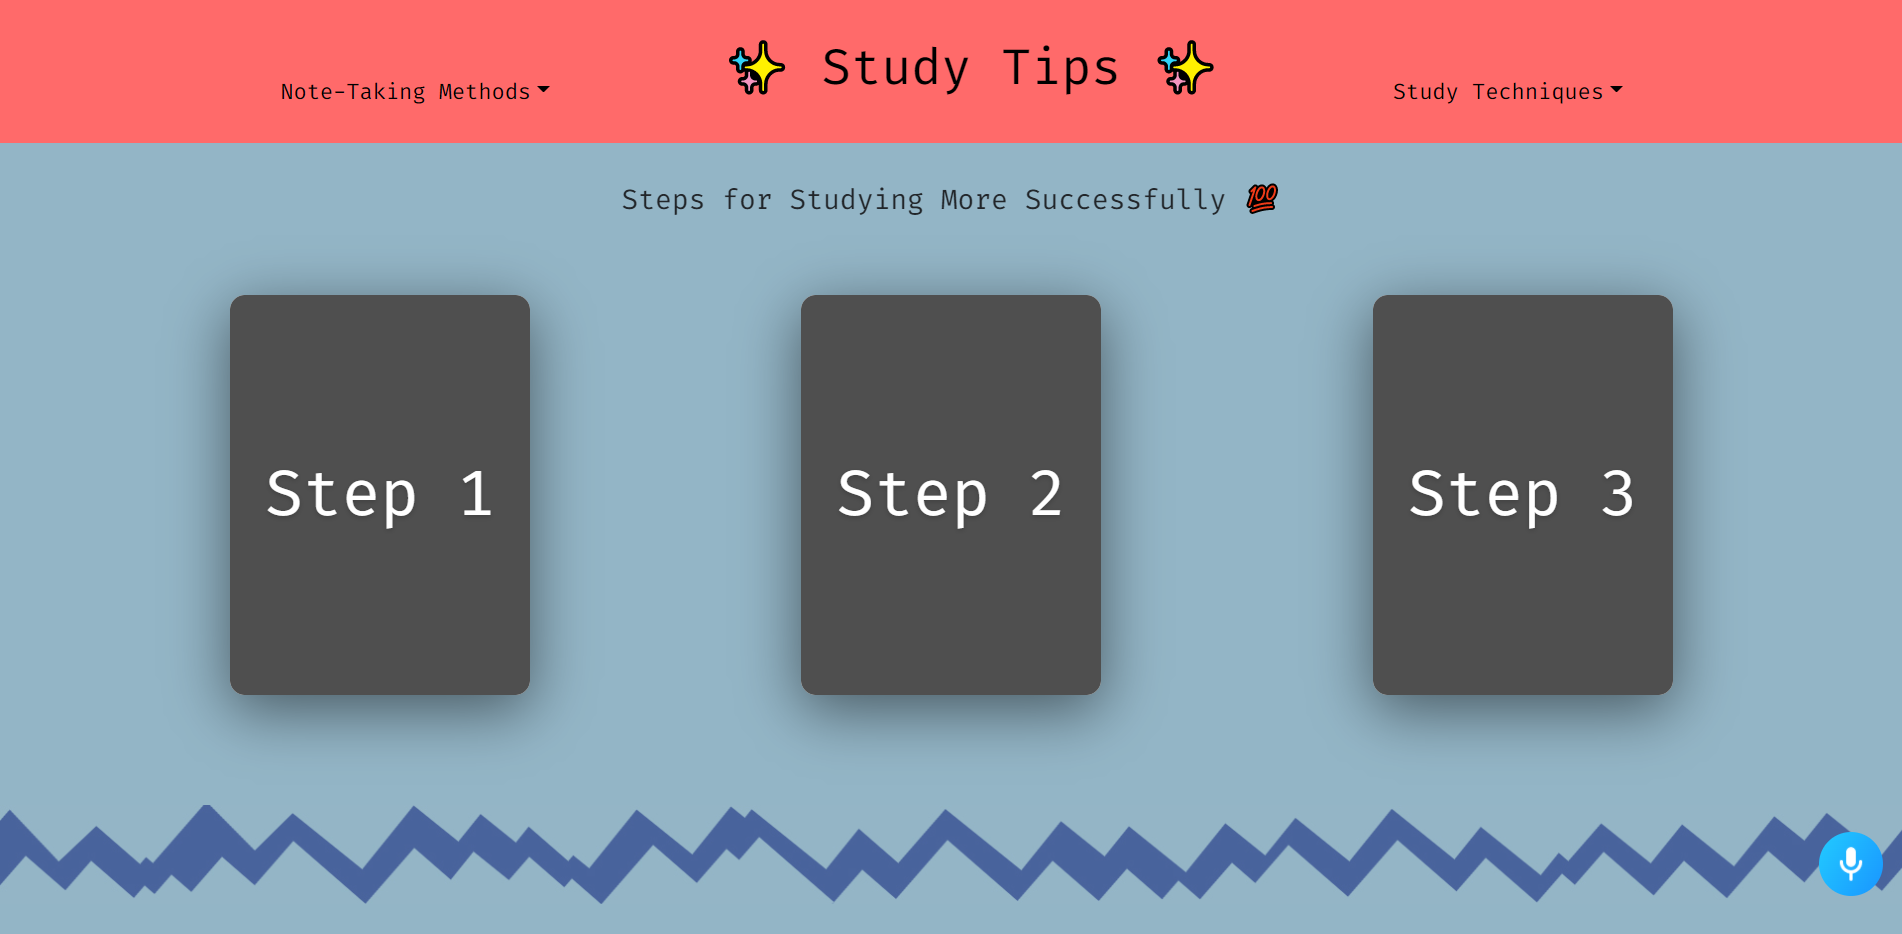 ✨ Study Tips ✨
Note-Taking Methods
Study Techniques
Steps for Studying More Successfully 💯
Step 1
Step 2
Step 3